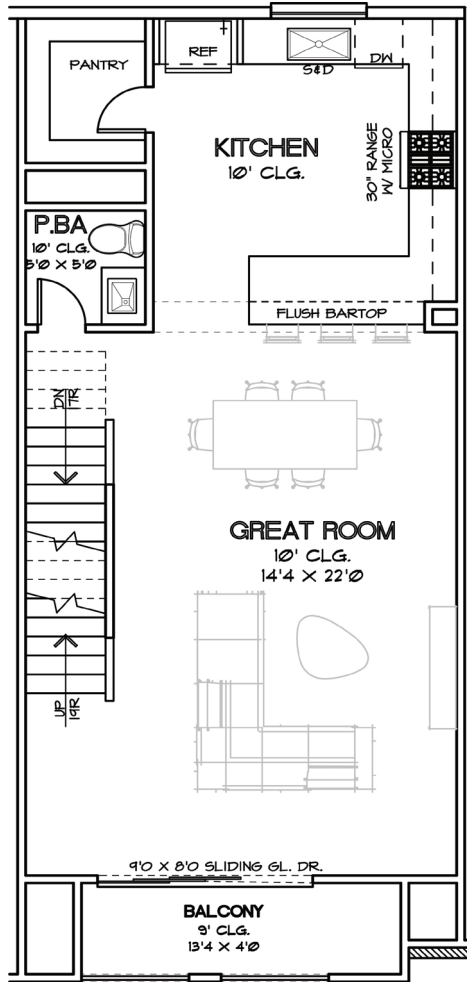 REF
PANTRY
S&D
DW
KITCHEN
10' CLG.
30" RANGE
W/ MICRO
P.BA
10' CLG.
5'0 X 5'0
FLUSH BARTOP
DN
17R
GREAT ROOM
10' CLG.
14'4 X 22'0
UP
19R
9'0 X 8'0 SLIDING GL. DR.
BALCONY
9' CLG.
13'4 X 4'0